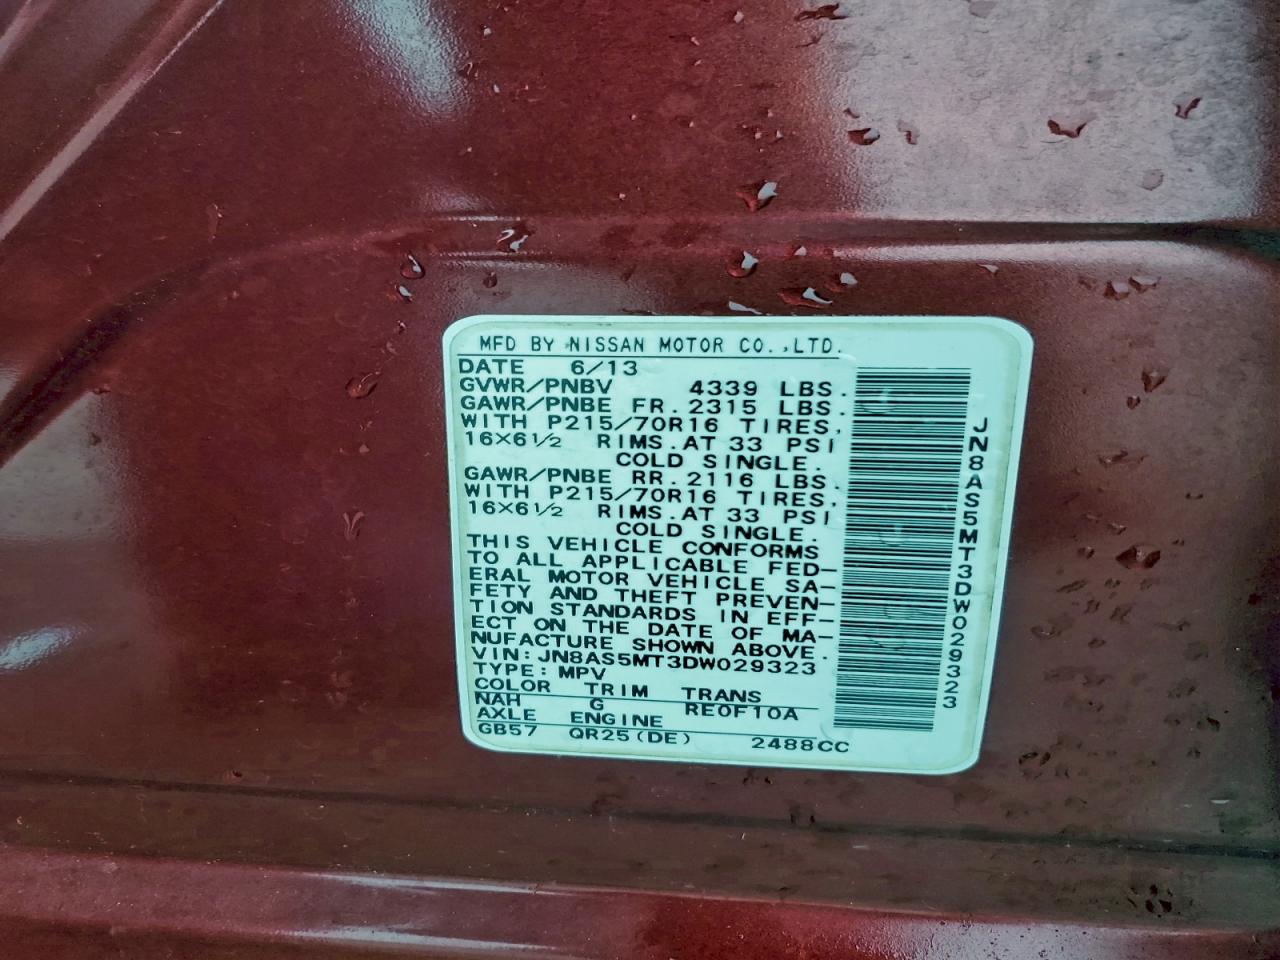 MFD BY NISSAN MOTOR CO.,LTD.
DATE 6/13
GVWR/PNBV 4339 LBS.
GAWR/PNBE FR.2315 LBS.
WITH P215/70R16 TIRES,
16×6½ RIMS.AT 33 PSI
COLD SINGLE.
GAWR/PNBE RR.2116 LBS.
WITH P215/70R16 TIRES,
16×6½ RIMS.AT 33 PSI
COLD SINGLE.
THIS VEHICLE CONFORMS
TO ALL APPLICABLE FED-
ERAL MOTOR VEHICLE SA-
FETY AND THEFT PREVEN-
TION STANDARDS IN EFF-
ECT ON THE DATE OF MA-
NUFACTURE SHOWN ABOVE.
VIN:JN8AS5MT3DW029323
TYPE:MPV
COLOR TRIM TRANS
NAH G RE0F10A
AXLE ENGINE
GB57 QR25(DE) 2488CC
JN8AS5MT3DW029323